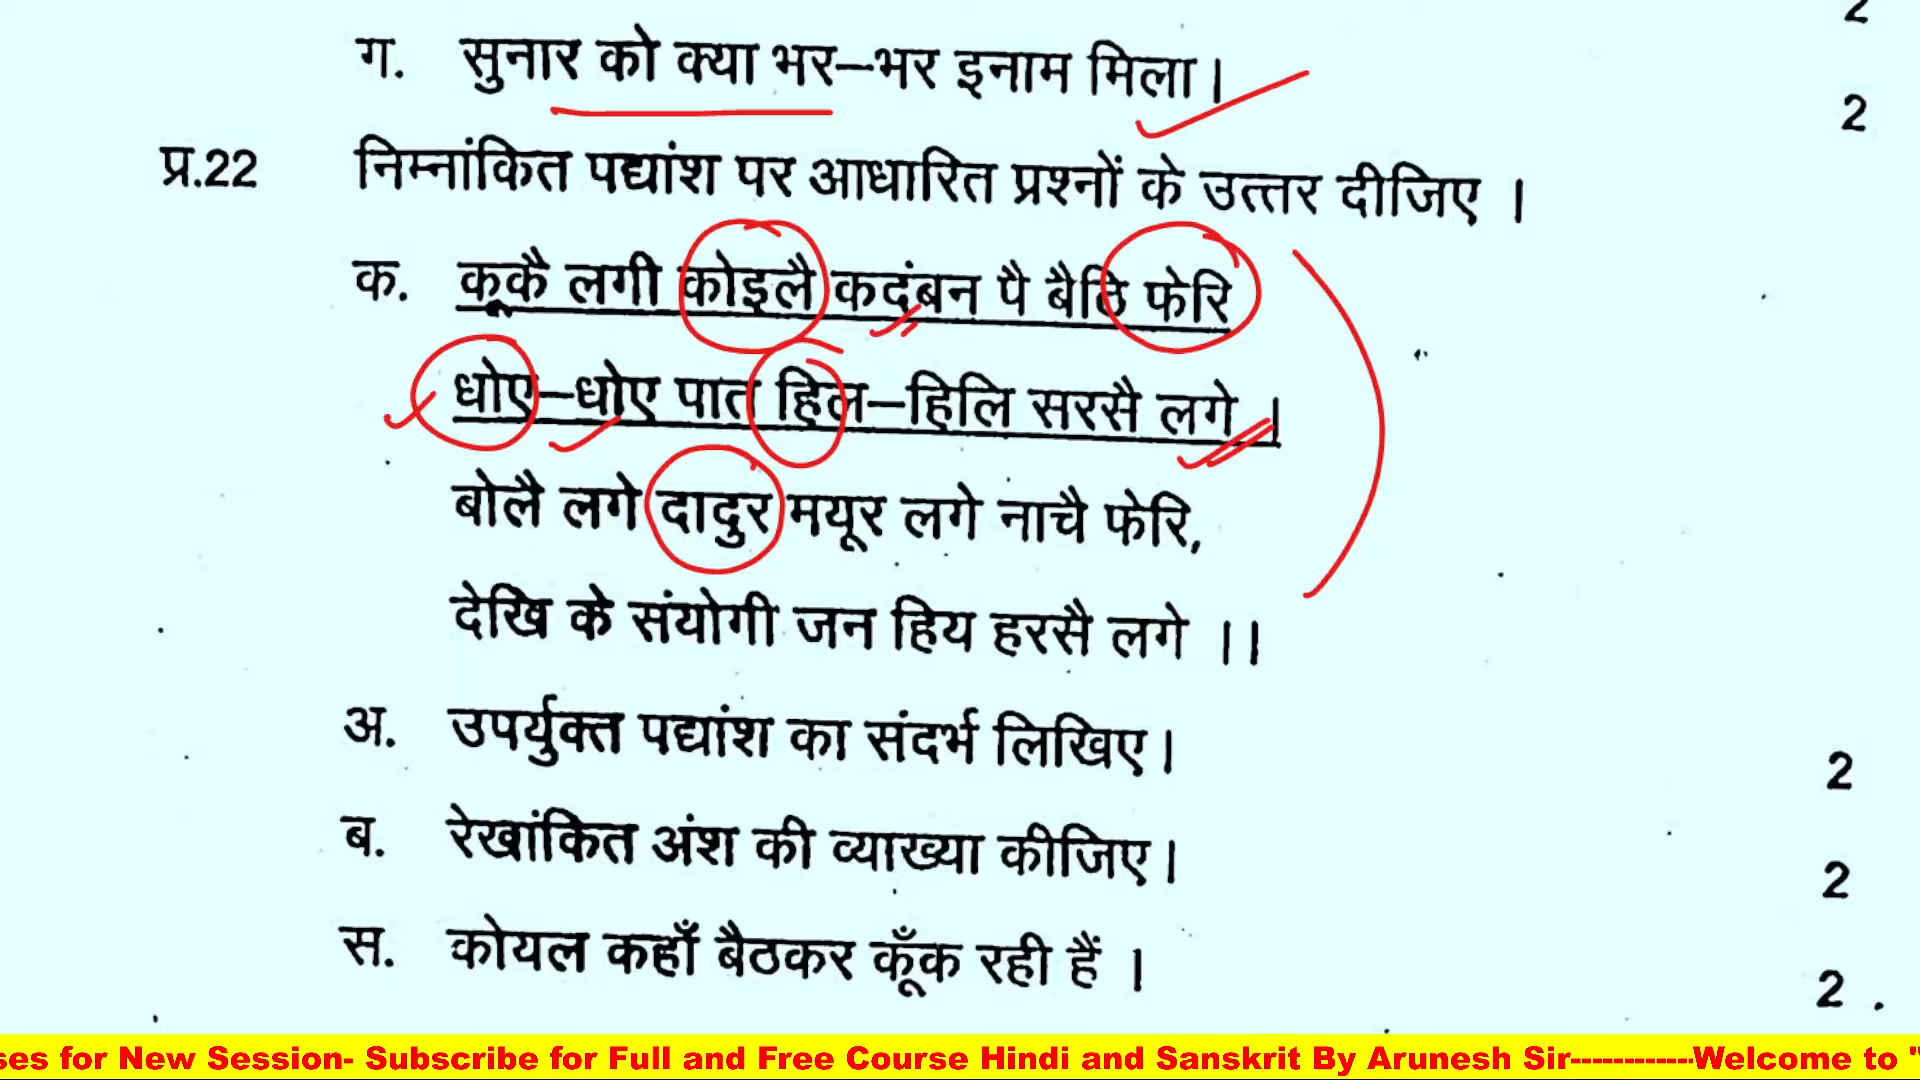 2
ग. सुनार को क्या भर–भर इनाम मिला।
2
प्र.22 निम्नांकित पद्यांश पर आधारित प्रश्नों के उत्तर दीजिए ।
क. कूकै लगी कोइलै कदंबन पै बैठि फेरि
धोए–धोए पात हिल–हिलि सरसै लगे ।
बोलै लगे दादुर मयूर लगे नाचै फेरि,
देखि के संयोगी जन हिय हरसै लगे ।।
अ. उपर्युक्त पद्यांश का संदर्भ लिखिए। 2
ब. रेखांकित अंश की व्याख्या कीजिए। 2
स. कोयल कहाँ बैठकर कूँक रही हैं । 2
ses for New Session- Subscribe for Full and Free Course Hindi and Sanskrit By Arunesh Sir------------Welcome to "